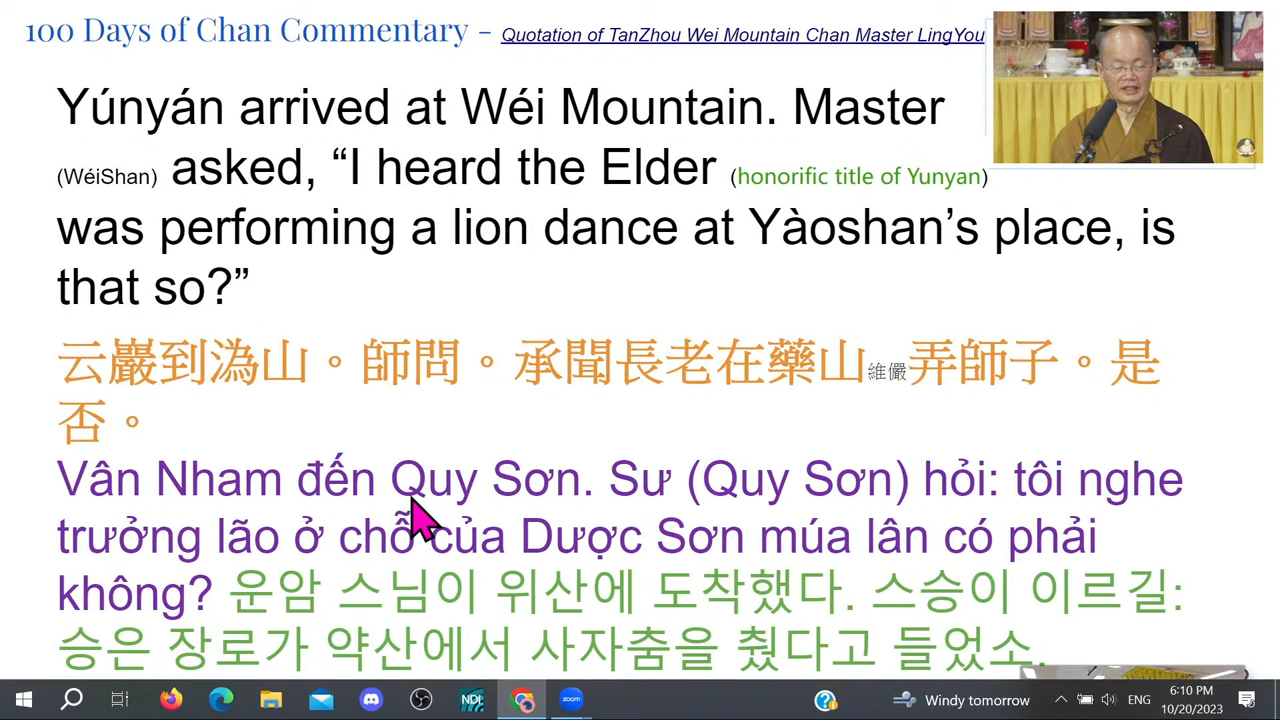 100 Days of Chan Commentary - Quotation of TanZhou Wei Mountain Chan Master LingYou
Yúnyán arrived at Wéi Mountain. Master
(WéiShan) asked, “I heard the Elder (honorific title of Yunyan)
was performing a lion dance at Yàoshan’s place, is
that so?”
云巖到溈山。師問。承聞長老在藥山維儼弄師子。是
否。
Vân Nham đến Quy Sơn. Sư (Quy Sơn) hỏi: tôi nghe
trưởng lão ở chỗ của Dược Sơn múa lân có phải
không? 운암 스님이 위산에 도착했다. 스승이 이르길:
승은 장로가 약산에서 사자춤을 췄다고 들었소.
NDI
zoom
Windy tomorrow
ENG
6:10 PM
10/20/2023